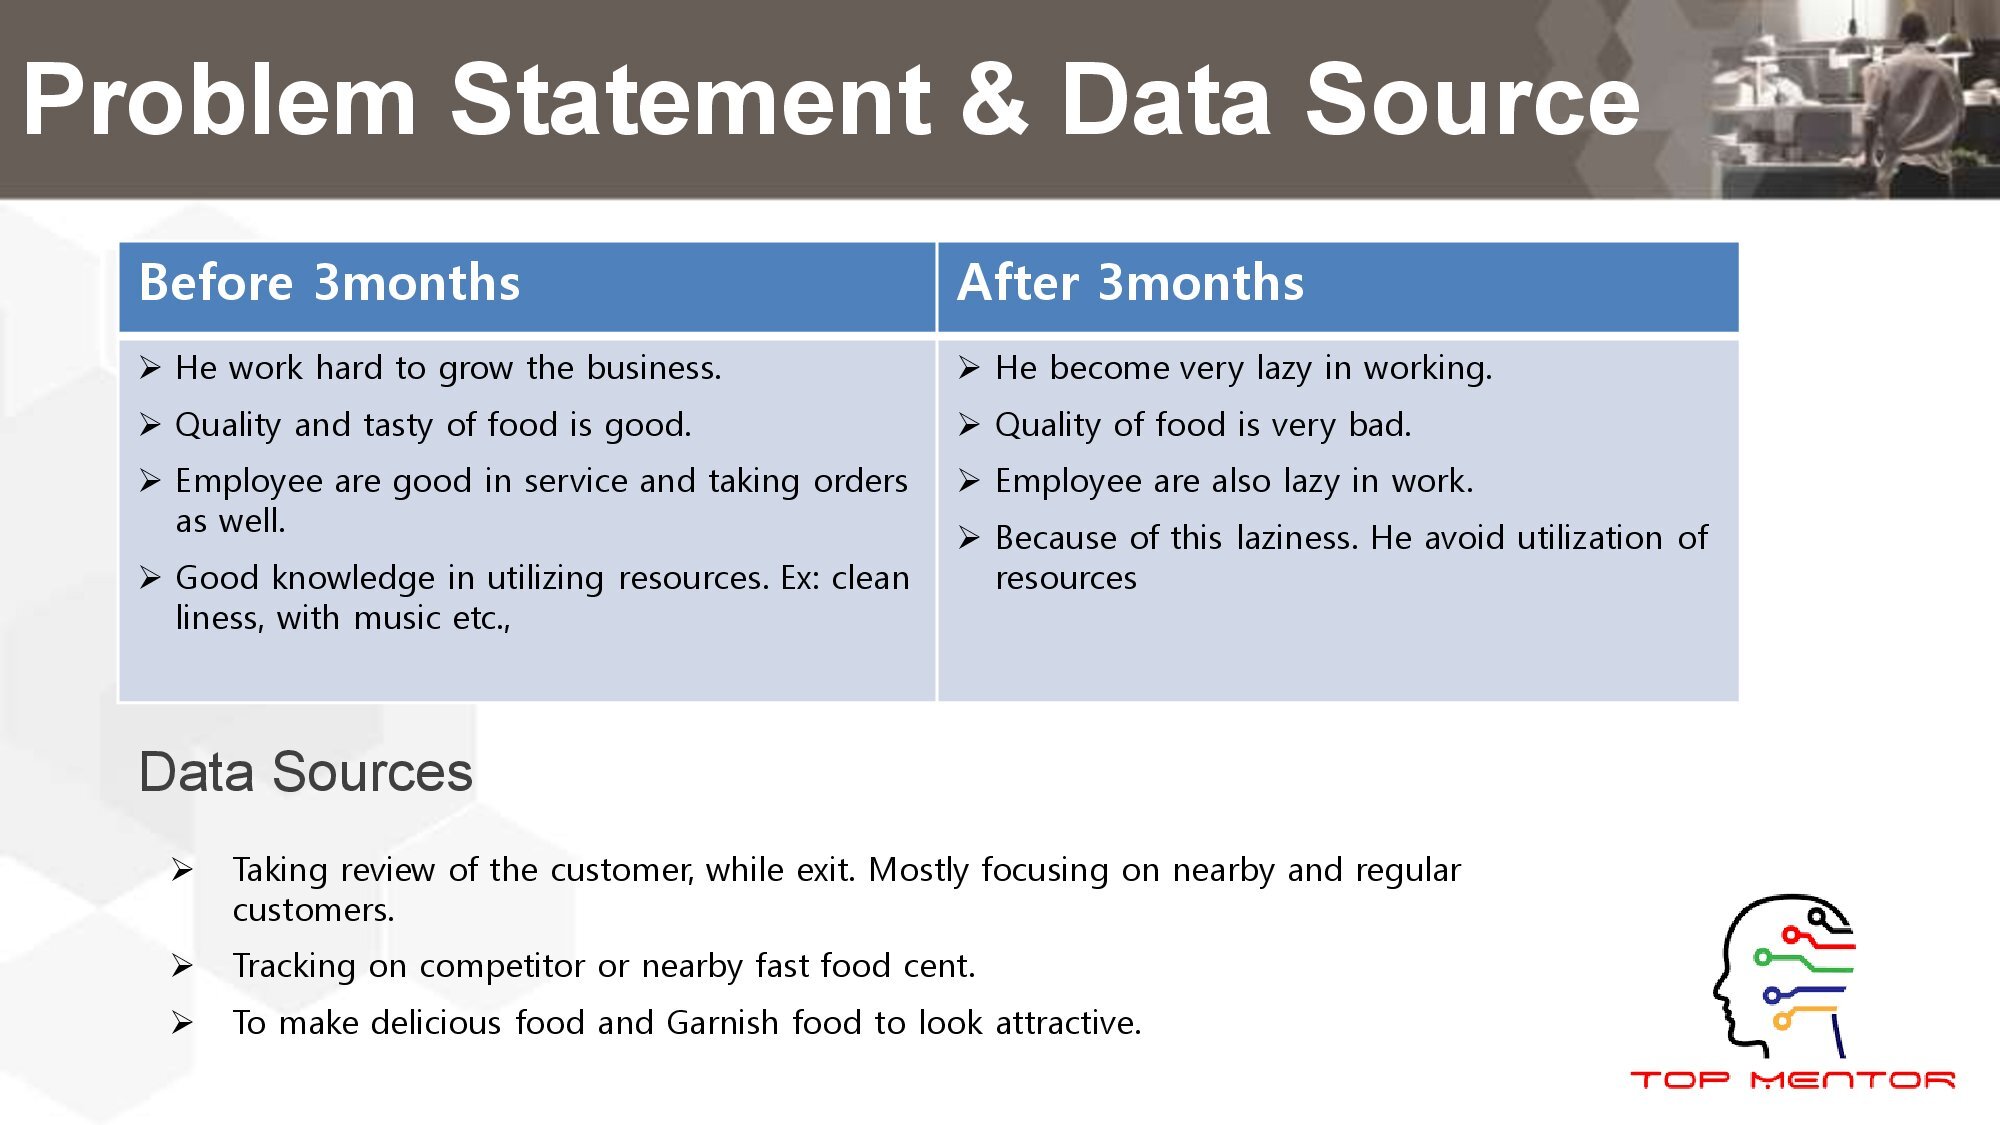 Problem Statement & Data Source
Before 3months
➢ He work hard to grow the business.
➢ Quality and tasty of food is good.
➢ Employee are good in service and taking orders
as well.
➢ Good knowledge in utilizing resources. Ex: clean
liness, with music etc.,
After 3months
➢ He become very lazy in working.
➢ Quality of food is very bad.
➢ Employee are also lazy in work.
➢ Because of this laziness. He avoid utilization of
resources
Data Sources
➢ Taking review of the customer, while exit. Mostly focusing on nearby and regular
customers.
➢ Tracking on competitor or nearby fast food cent.
➢ To make delicious food and Garnish food to look attractive.
TOP MENTOR